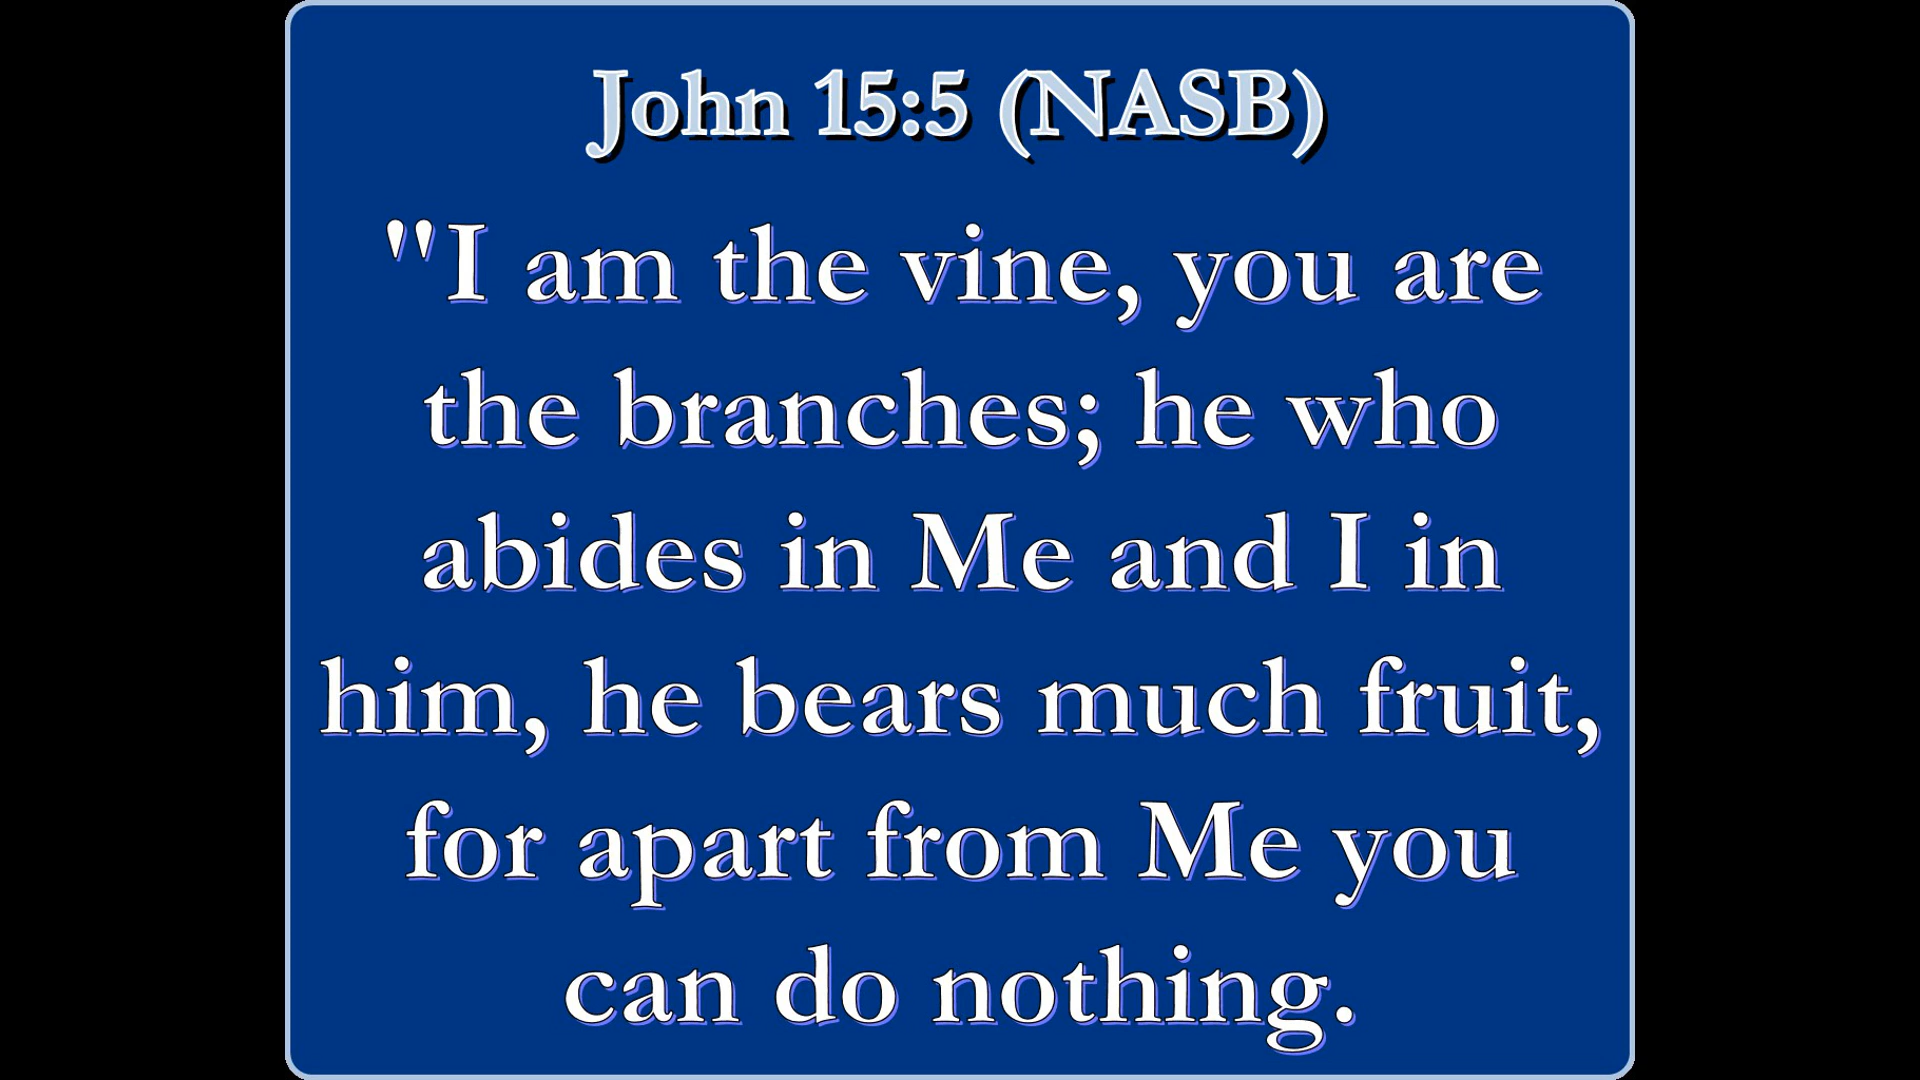 John 15:5 (NASB)
"I am the vine, you are
the branches; he who
abides in Me and I in
him, he bears much fruit,
for apart from Me you
can do nothing.